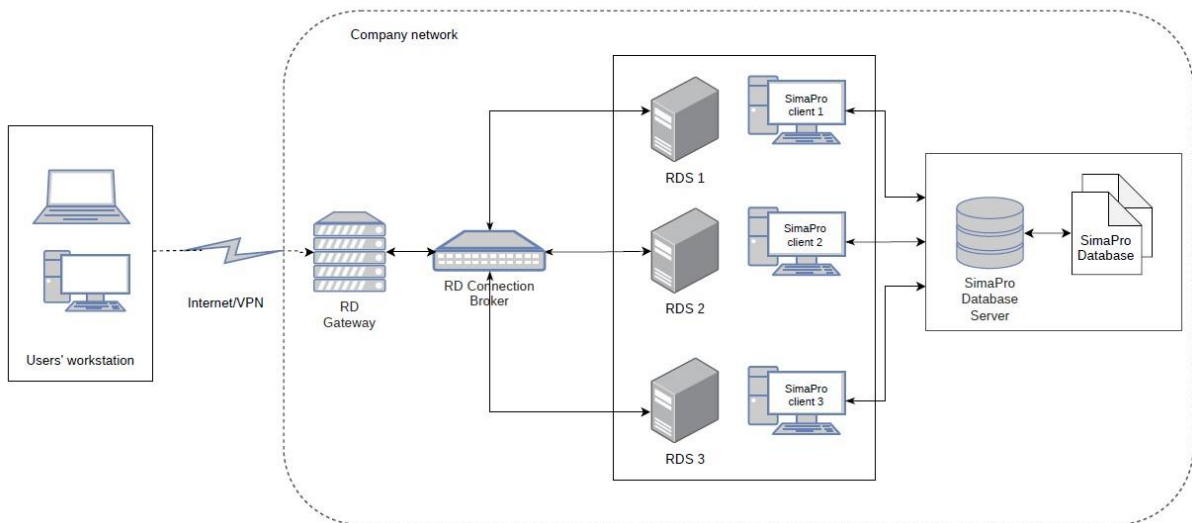 Company network
Users' workstation
Internet/VPN
RD
Gateway
RD Connection
Broker
RDS 1
SimaPro
client 1
RDS 2
SimaPro
client 2
RDS 3
SimaPro
client 3
SimaPro
Database
Server
SimaPro
Database